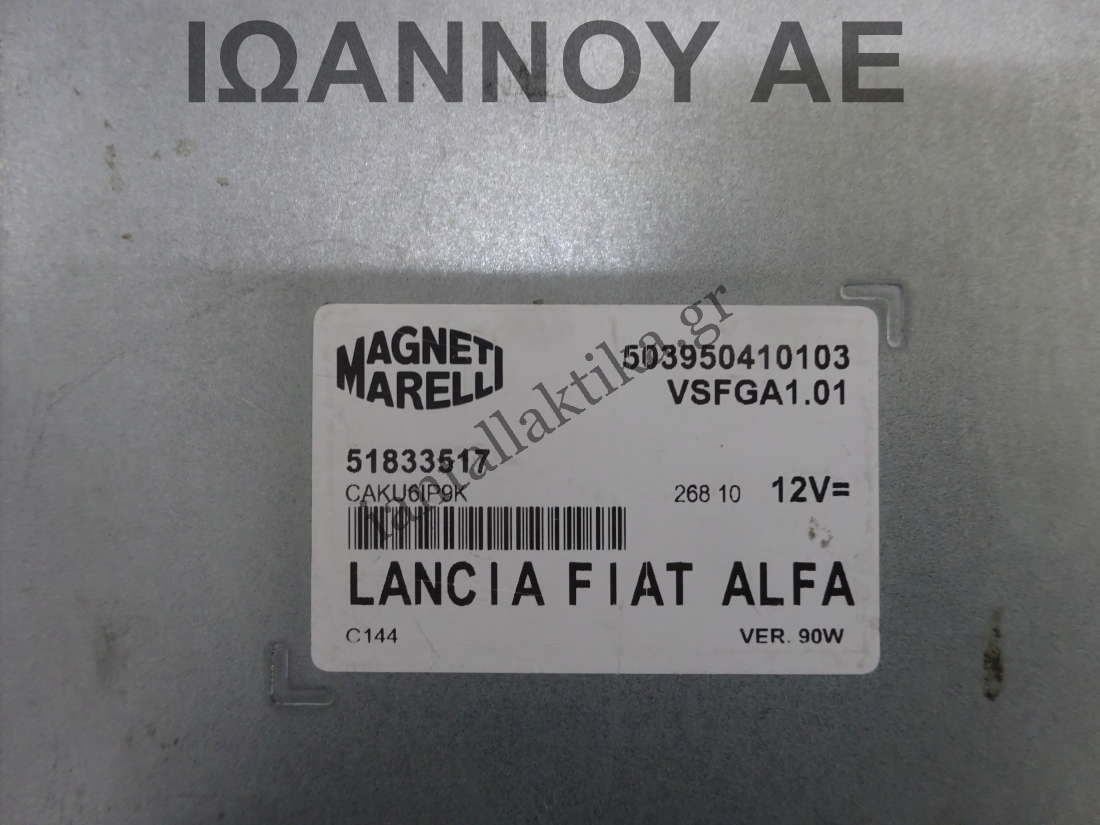 ΙΩΑΝΝΟΥ ΑΕ
MAGNETI
MARELLI
503950410103
VSFGA1.01
51833517
CAKU6IP9K
268 10 12V=
LANCIA FIAT ALFA
C144 VER. 90W